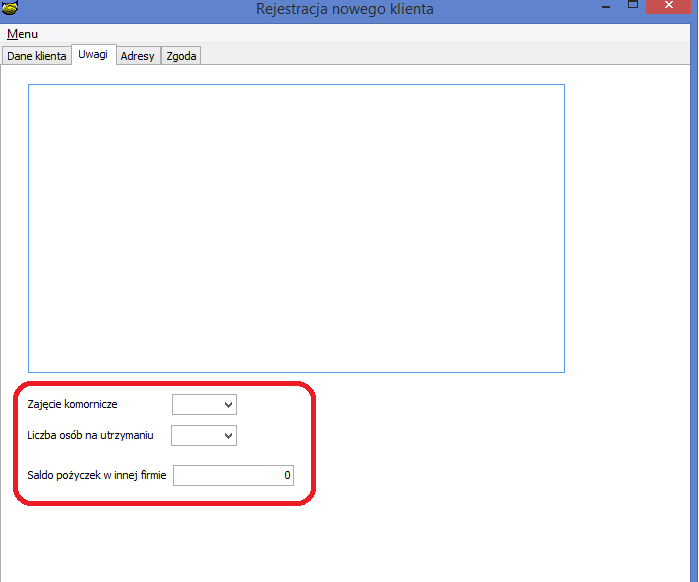 Rejestracja nowego klienta
Menu
Dane klienta Uwagi Adresy Zgoda
Zajęcie komornicze
Liczba osób na utrzymaniu
Saldo pożyczek w innej firmie 0